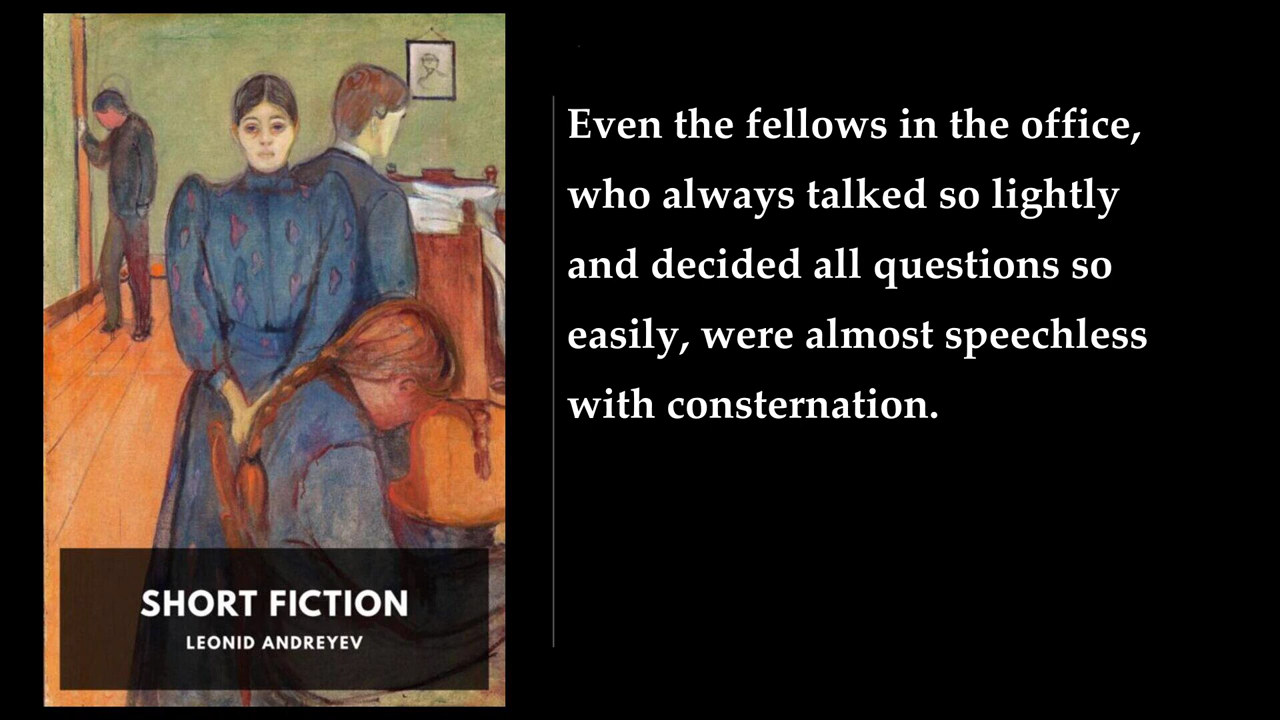 Even the fellows in the office,
who always talked so lightly
and decided all questions so
easily, were almost speechless
with consternation.
SHORT FICTION
LEONID ANDREYEV